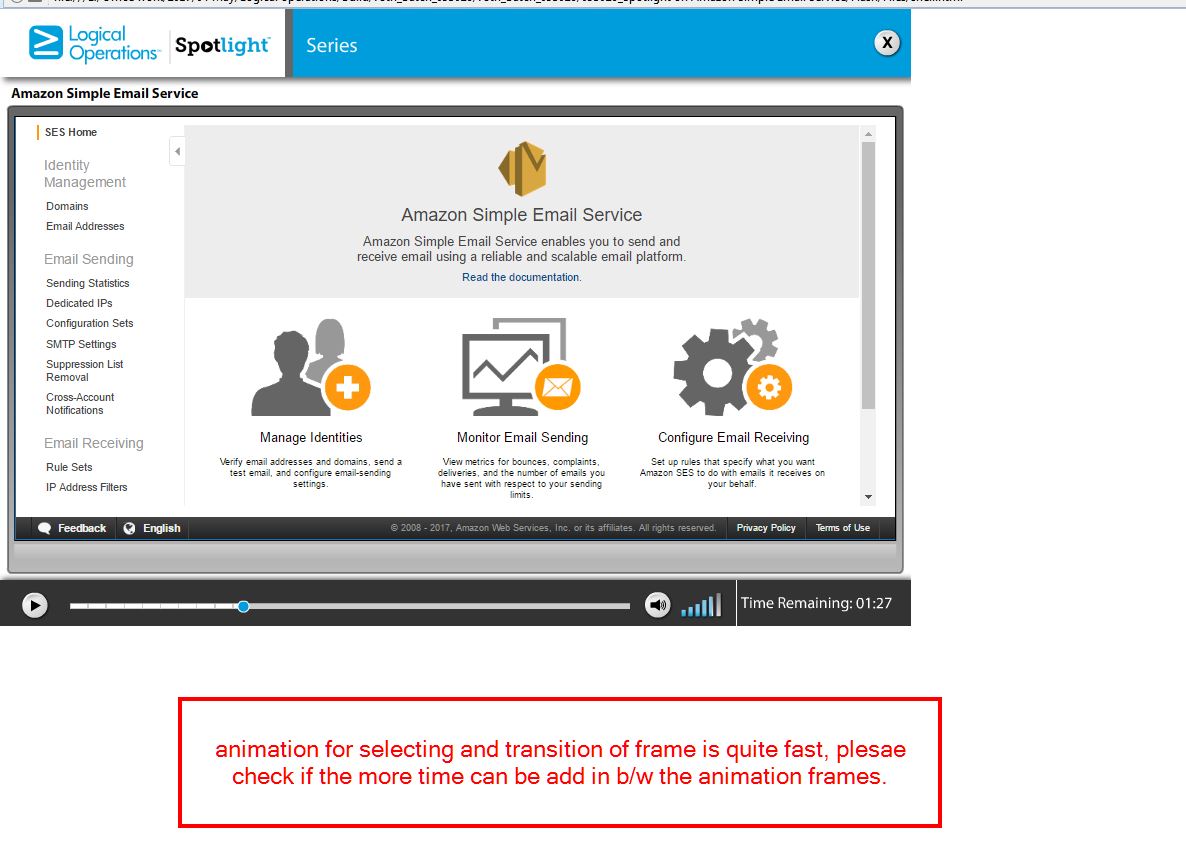 Logical
Operations
Spotlight
Series
X
Amazon Simple Email Service
SES Home
Identity
Management
Domains
Email Addresses
Email Sending
Sending Statistics
Dedicated IPs
Configuration Sets
SMTP Settings
Suppression List
Removal
Cross-Account
Notifications
Email Receiving
Rule Sets
IP Address Filters
Amazon Simple Email Service
Amazon Simple Email Service enables you to send and
receive email using a reliable and scalable email platform.
Read the documentation.
Manage Identities
Verify email addresses and domains, send a
test email, and configure email-sending
settings.
Monitor Email Sending
View metrics for bounces, complaints,
deliveries, and the number of emails you
have sent with respect to your sending
limits.
Configure Email Receiving
Set up rules that specify what you want
Amazon SES to do with emails it receives on
your behalf.
Feedback English © 2008 - 2017, Amazon Web Services, Inc. or its affiliates. All rights reserved. Privacy Policy Terms of Use
Time Remaining: 01:27
animation for selecting and transition of frame is quite fast, plesae
check if the more time can be add in b/w the animation frames.